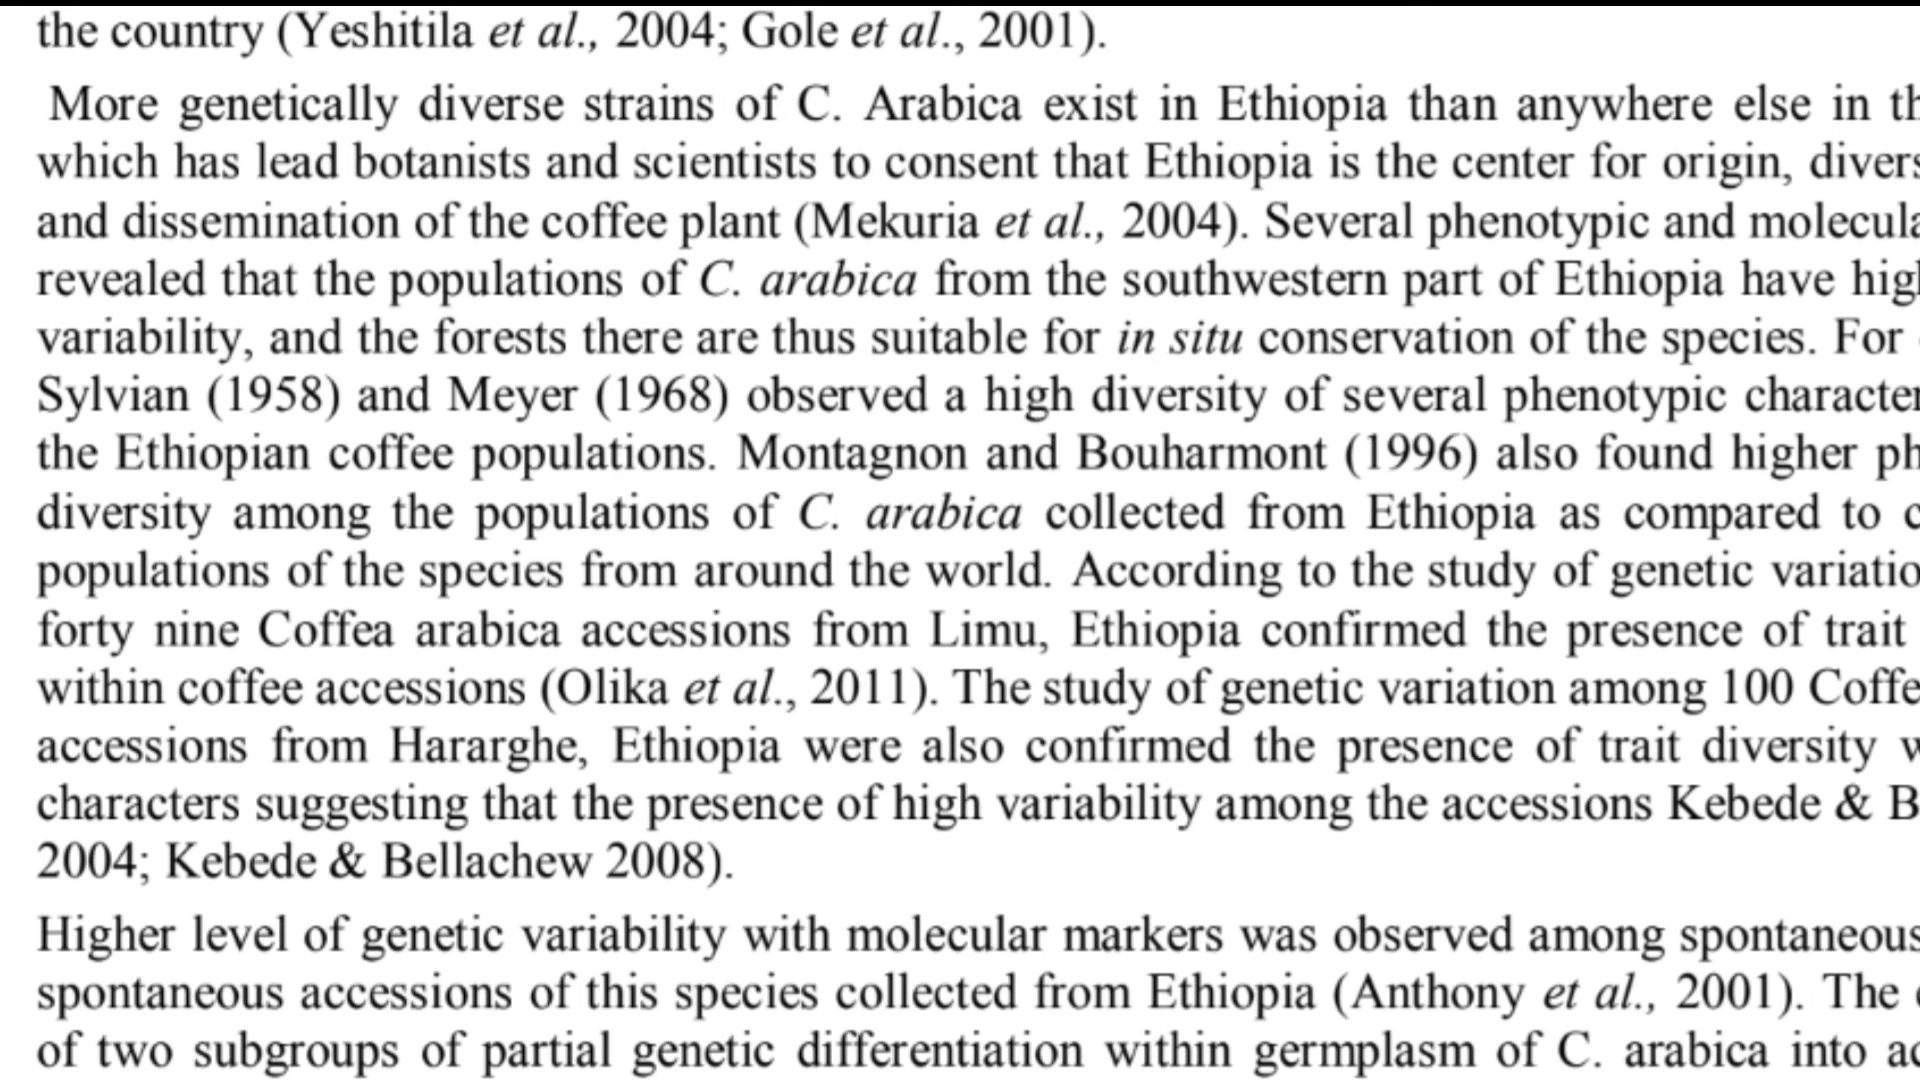 the country (Yeshitila et al., 2004; Gole et al., 2001).
More genetically diverse strains of C. Arabica exist in Ethiopia than anywhere else in
which has lead botanists and scientists to consent that Ethiopia is the center for origin,
and dissemination of the coffee plant (Mekuria et al., 2004). Several phenotypic and
revealed that the populations of C. arabica from the southwestern part of Ethiopia have
variability, and the forests there are thus suitable for in situ conservation of the species. For
Sylvian (1958) and Meyer (1968) observed a high diversity of several phenotypic
the Ethiopian coffee populations. Montagnon and Bouharmont (1996) also found higher
diversity among the populations of C. arabica collected from Ethiopia as compared to
populations of the species from around the world. According to the study of genetic
forty nine Coffea arabica accessions from Limu, Ethiopia confirmed the presence of trait
within coffee accessions (Olika et al., 2011). The study of genetic variation among 100
accessions from Hararghe, Ethiopia were also confirmed the presence of trait diversity
characters suggesting that the presence of high variability among the accessions Kebede &
2004; Kebede & Bellachew 2008).
Higher level of genetic variability with molecular markers was observed among
spontaneous accessions of this species collected from Ethiopia (Anthony et al., 2001). The
of two subgroups of partial genetic differentiation within germplasm of C. arabica into